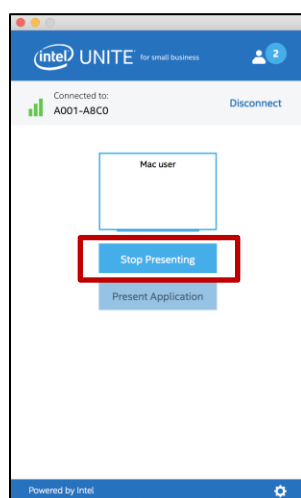 intel UNITE™ for small business
2
Connected to:
A001-A8C0
Disconnect
Mac user
Stop Presenting
Present Application
Powered by Intel